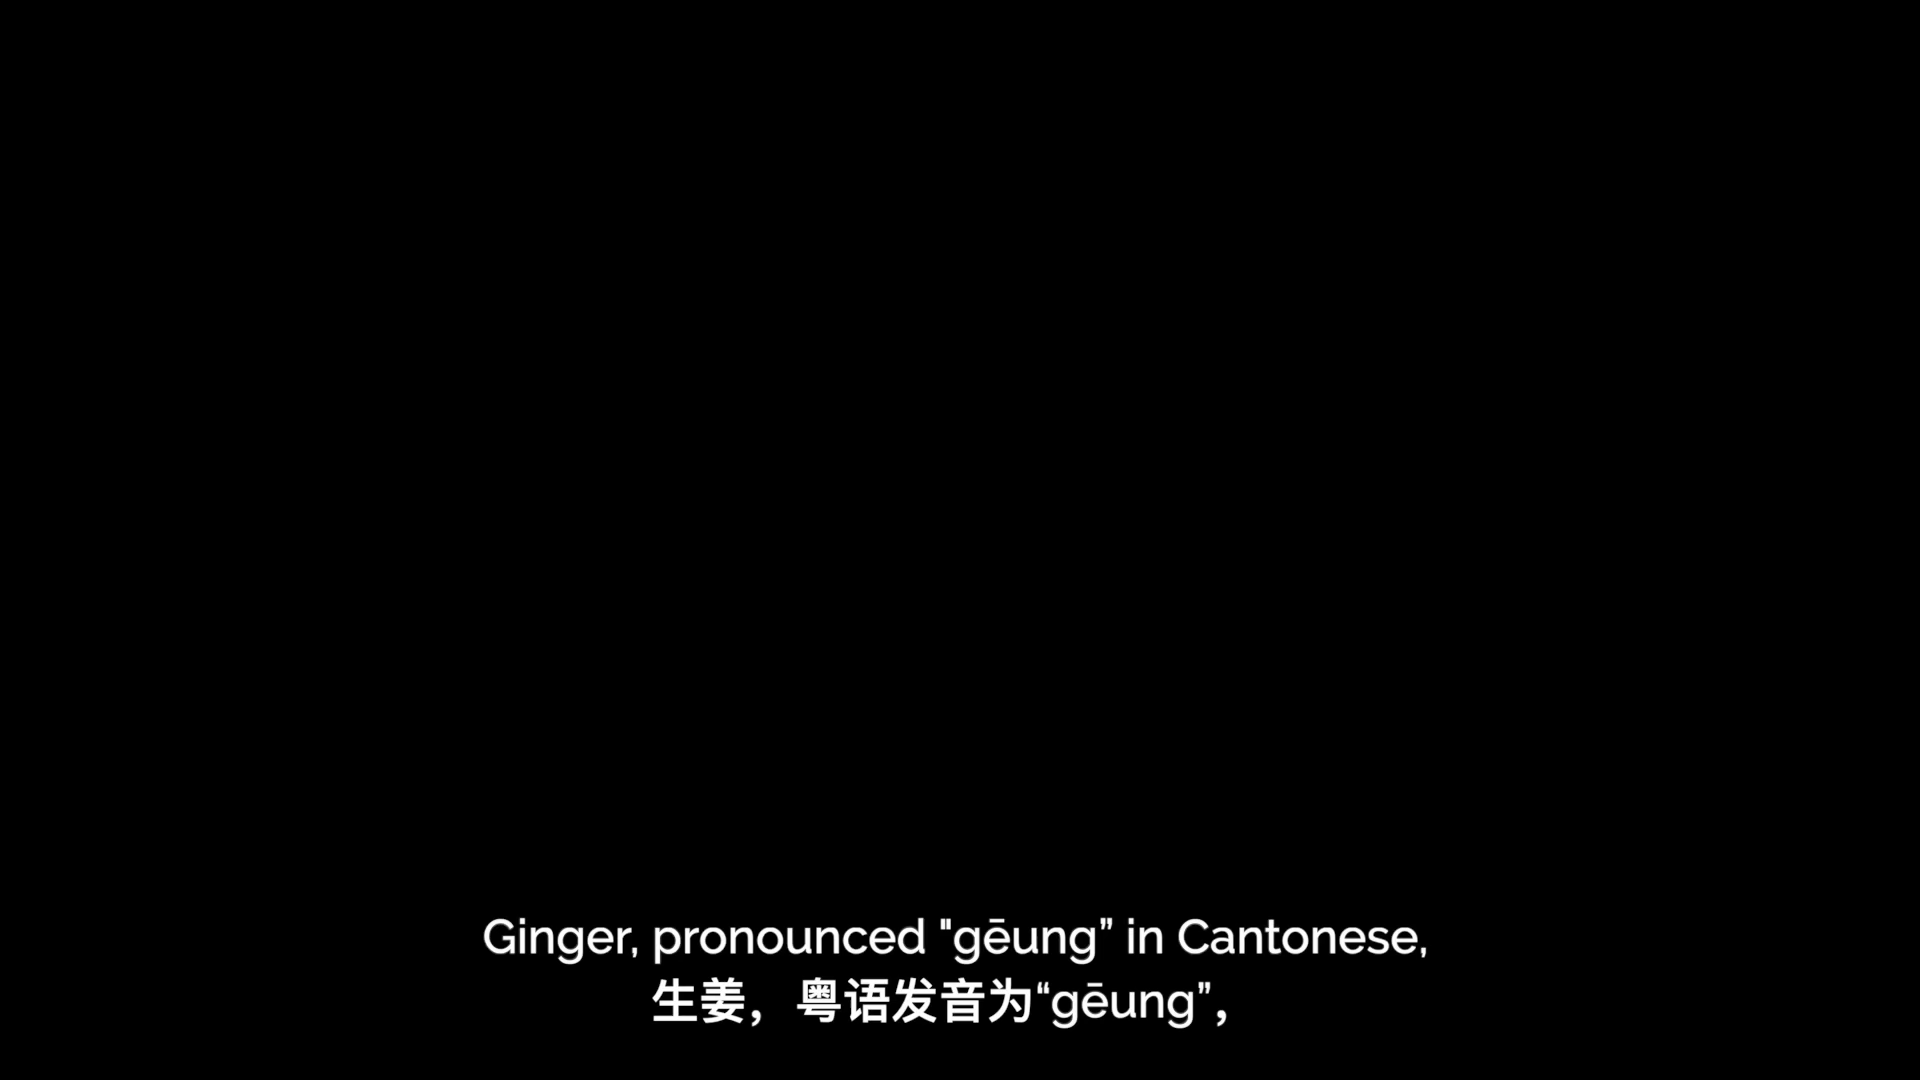 Ginger, pronounced "gēung” in Cantonese,
生姜，粤语发音为“gēung”，